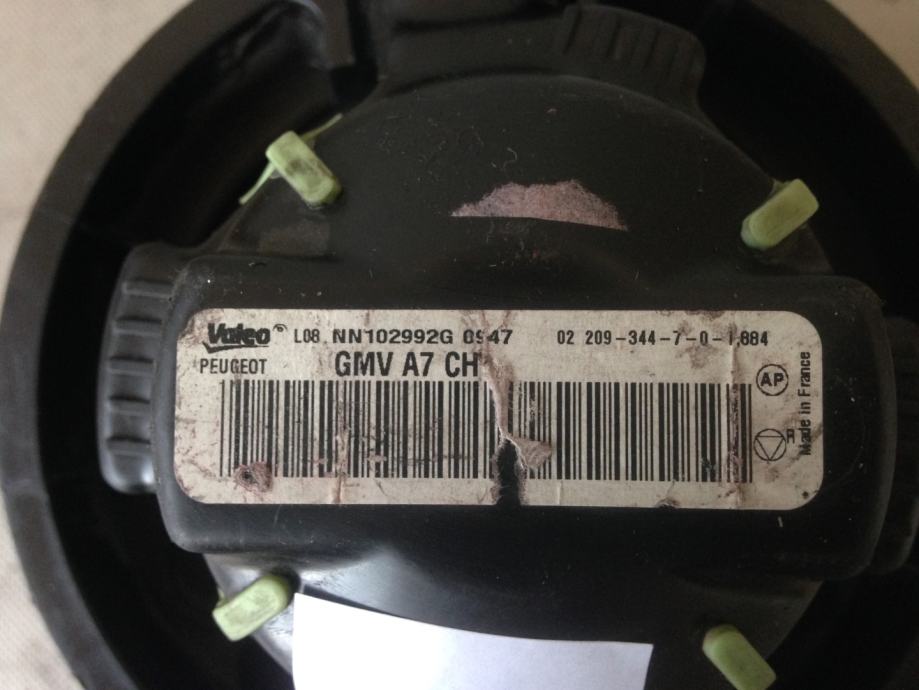 Valeo L08 NN102992G 0947 02 209-344-7-0-1,884
PEUGEOT GMV A7 CH
AP
R
Made in France